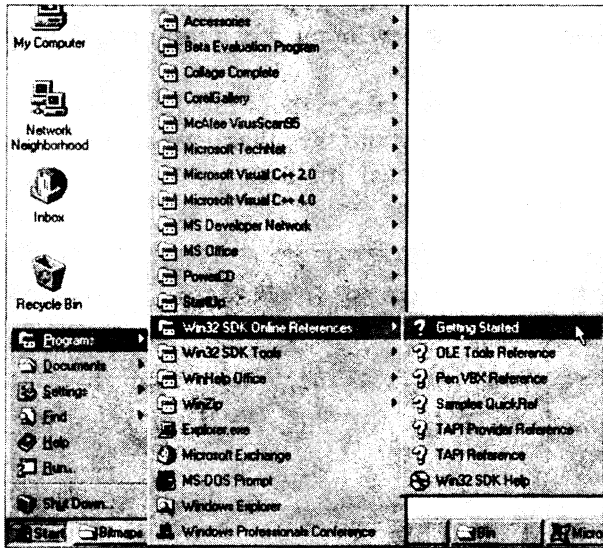 My Computer
Network
Neighborhood
Inbox
Recycle Bin
Programs
Documents
Settings
Find
Help
Run...
Shut Down...
Start
Bitmaps
Accessories
Beta Evaluation Program
Collage Complete
CorelGallery
McAfee VirusScan95
Microsoft TechNet
Microsoft Visual C++ 2.0
Microsoft Visual C++ 4.0
MS Developer Network
MS Office
PowerCD
StartUp
Win32 SDK Online References
Win32 SDK Tools
WinHelp Office
WinZip
Explorer.exe
Microsoft Exchange
MS-DOS Prompt
Windows Explorer
Windows Professionals Conference
Getting Started
OLE Tools Reference
Pen VBX Reference
Samples QuickRef
TAPI Provider Reference
TAPI Reference
Win32 SDK Help
Bin
Micro